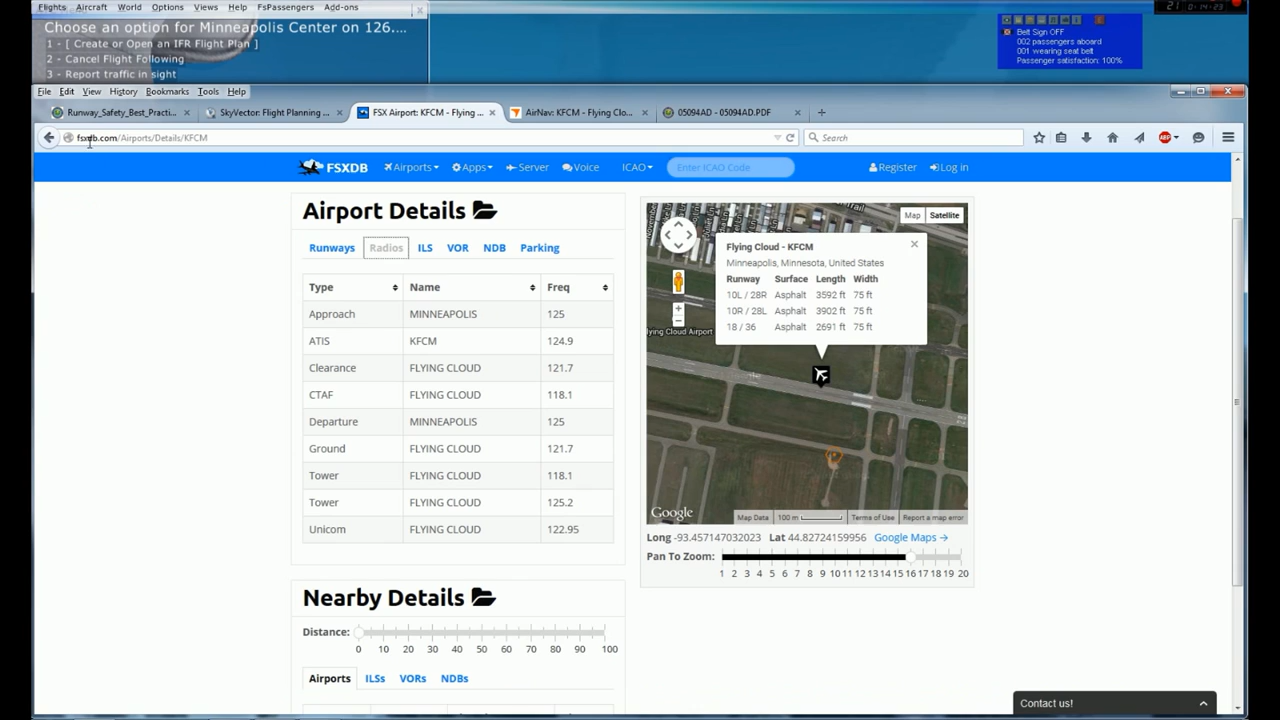 Flights Aircraft World Options Views Help FsPassengers Add-ons
Choose an option for Minneapolis Center on 126....
1 - [ Create or Open an IFR Flight Plan ]
2 - Cancel Flight Following
3 - Report traffic in sight
Belt Sign OFF
002 passengers aboard
001 wearing seat belt
Passenger satisfaction: 100%
File Edit View History Bookmarks Tools Help
Runway_Safety_Best_Practi...
SkyVector: Flight Planning ...
FSX Airport: KFCM - Flying ...
AirNav: KFCM - Flying Clo...
05094AD - 05094AD.PDF
fsxdb.com/Airports/Details/KFCM
Search
FSXDB Airports Apps Server Voice ICAO Enter ICAO Code Register Log in
Airport Details
Runways Radios ILS VOR NDB Parking
Type Name Freq
Approach MINNEAPOLIS 125
ATIS KFCM 124.9
Clearance FLYING CLOUD 121.7
CTAF FLYING CLOUD 118.1
Departure MINNEAPOLIS 125
Ground FLYING CLOUD 121.7
Tower FLYING CLOUD 118.1
Tower FLYING CLOUD 125.2
Unicom FLYING CLOUD 122.95
Map Satellite
Flying Cloud - KFCM
Minneapolis, Minnesota, United States
Runway Surface Length Width
10L / 28R Asphalt 3592 ft 75 ft
10R / 28L Asphalt 3902 ft 75 ft
18 / 36 Asphalt 2691 ft 75 ft
lying Cloud Airport
Google Map Data 100 m Terms of Use Report a map error
Long -93.457147032023 Lat 44.82724159956 Google Maps →
Pan To Zoom:
1 2 3 4 5 6 7 8 9 10 11 12 13 14 15 16 17 18 19 20
Nearby Details
Distance:
0 10 20 30 40 50 60 70 80 90 100
Airports ILSs VORs NDBs
Contact us!